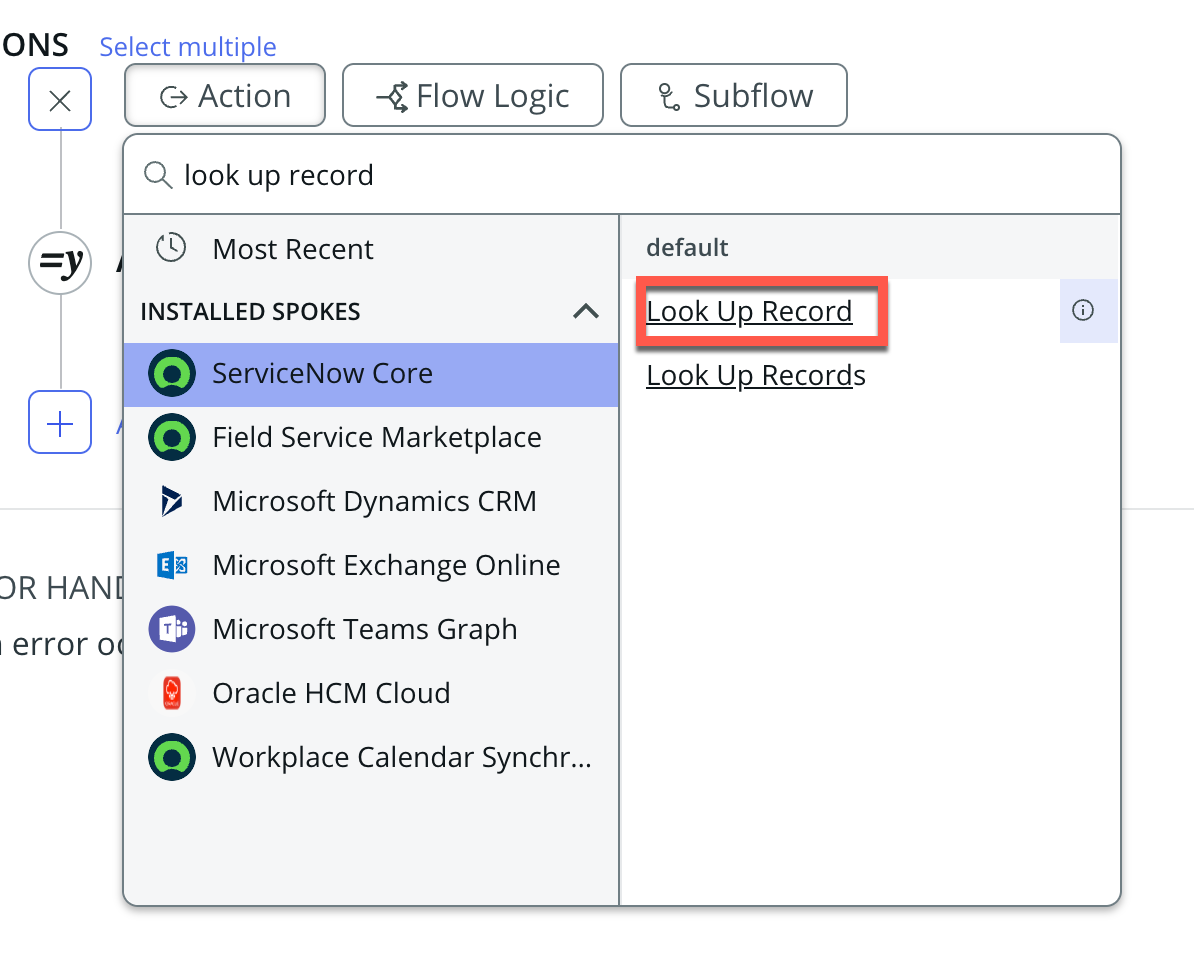 ONS Select multiple
Action Flow Logic Subflow
look up record
Most Recent
default
INSTALLED SPOKES
Look Up Record
ServiceNow Core
Look Up Records
Field Service Marketplace
Microsoft Dynamics CRM
Microsoft Exchange Online
OR HAND
Microsoft Teams Graph
error oc
Oracle HCM Cloud
Workplace Calendar Synchr...
=y